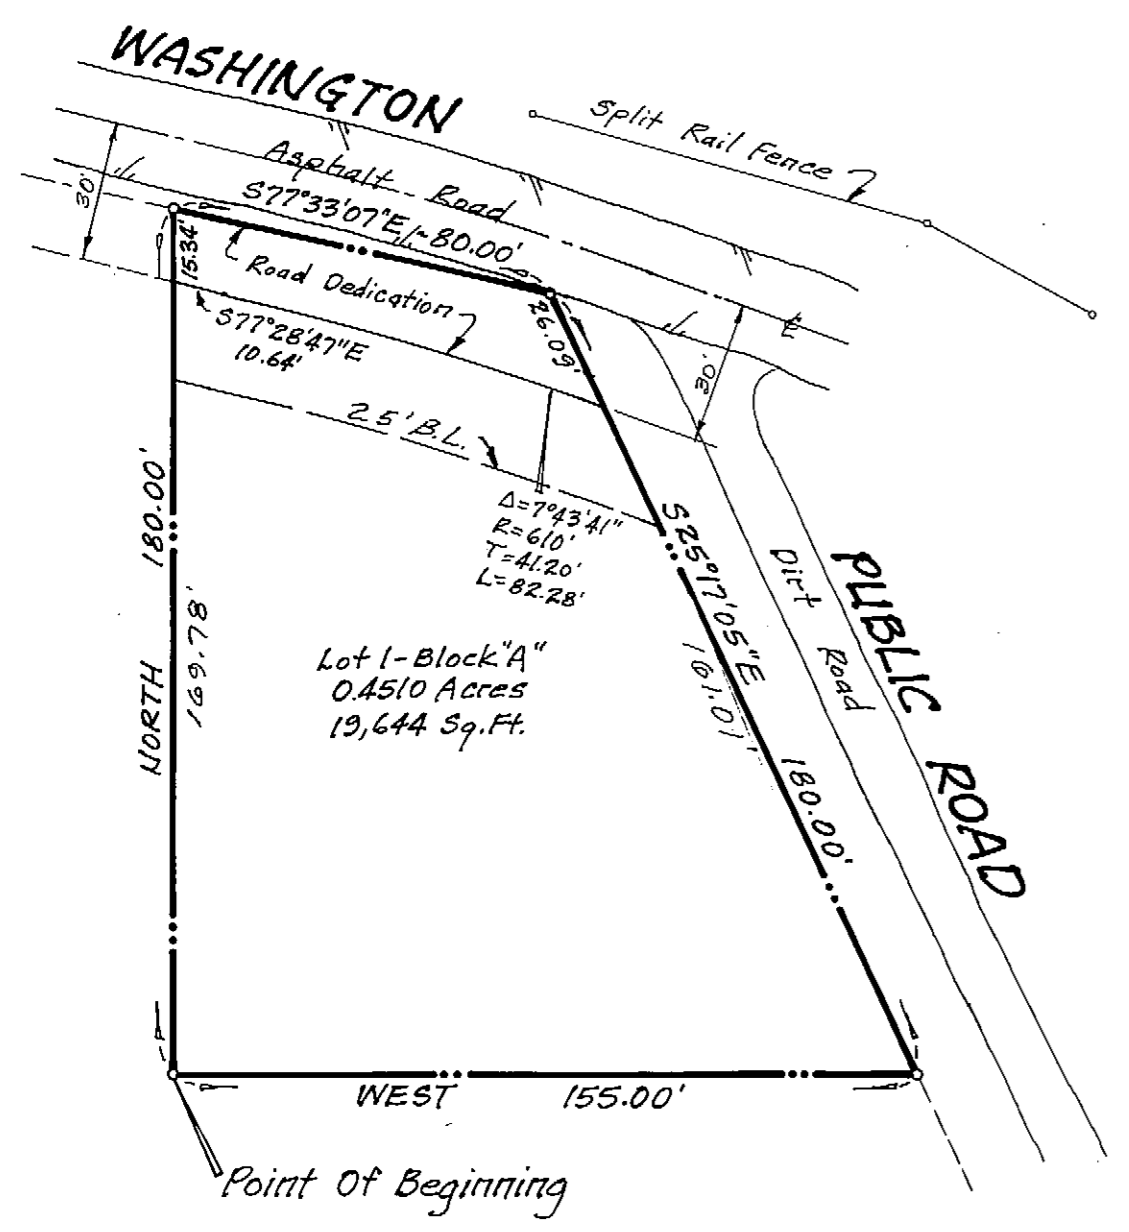 WASHINGTON
Split Rail Fence
Asphalt Road
30'
S77°33'07"E ~ 80.00'
15.34'
Road Dedication
26.09'
S77°28'47"E
10.64'
℄
30'
25' B.L.
Δ=7°43'41"
R=610'
T=41.20'
L=82.28'
NORTH 180.00'
169.78'
S25°17'05"E 180.00'
161.01'
Dirt Road
PUBLIC ROAD
Lot 1-Block "A"
0.4510 Acres
19,644 Sq.Ft.
WEST 155.00'
Point Of Beginning